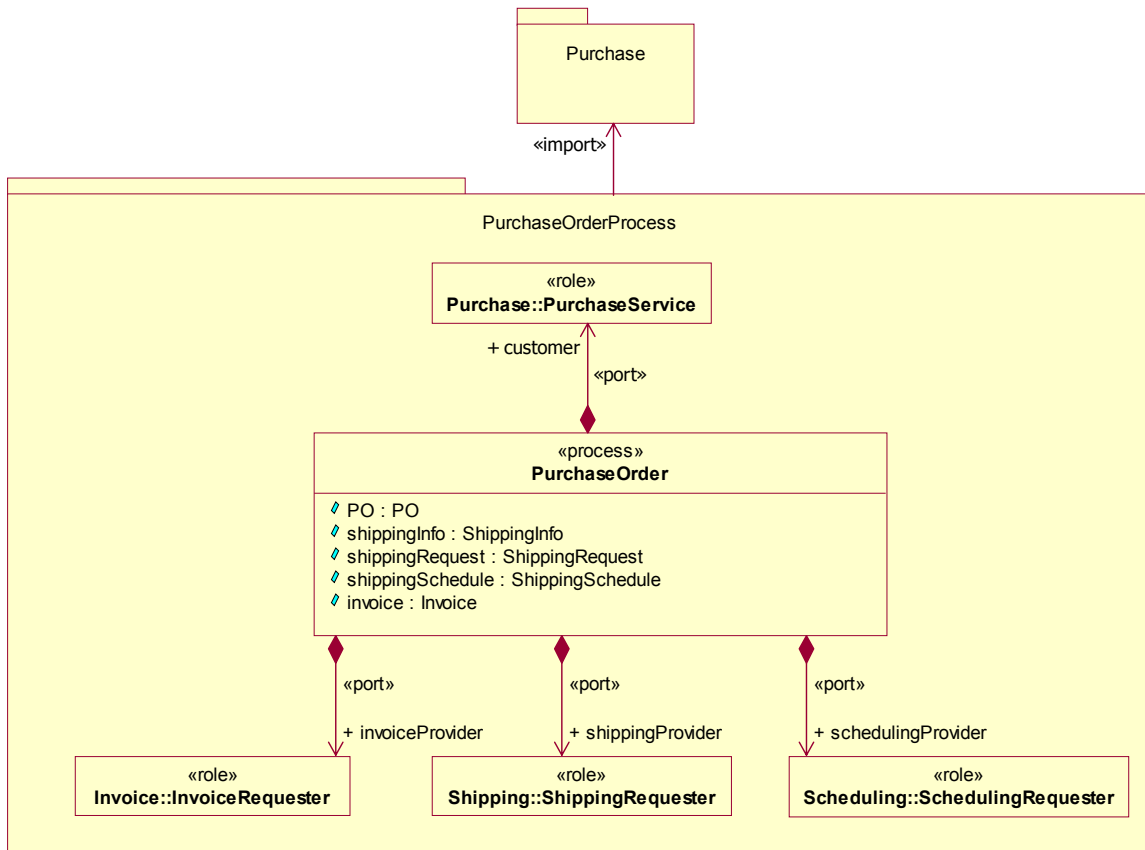 Purchase
«import»
PurchaseOrderProcess
«role»
Purchase::PurchaseService
+ customer
«port»
«process»
PurchaseOrder
PO : PO
shippingInfo : ShippingInfo
shippingRequest : ShippingRequest
shippingSchedule : ShippingSchedule
invoice : Invoice
«port»
«port»
«port»
+ invoiceProvider
+ shippingProvider
+ schedulingProvider
«role»
Invoice::InvoiceRequester
«role»
Shipping::ShippingRequester
«role»
Scheduling::SchedulingRequester